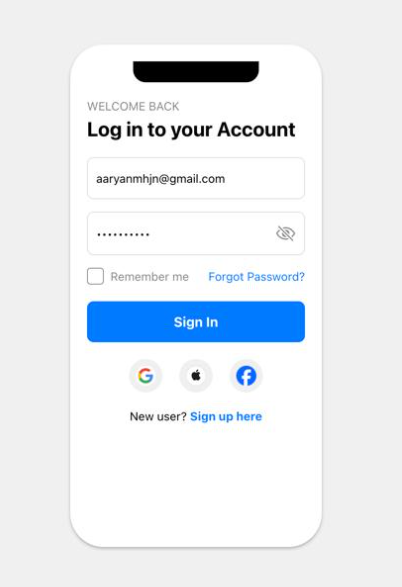 WELCOME BACK
Log in to your Account
aaryanmhjn@gmail.com
••••••••••
Remember me Forgot Password?
Sign In
New user? Sign up here